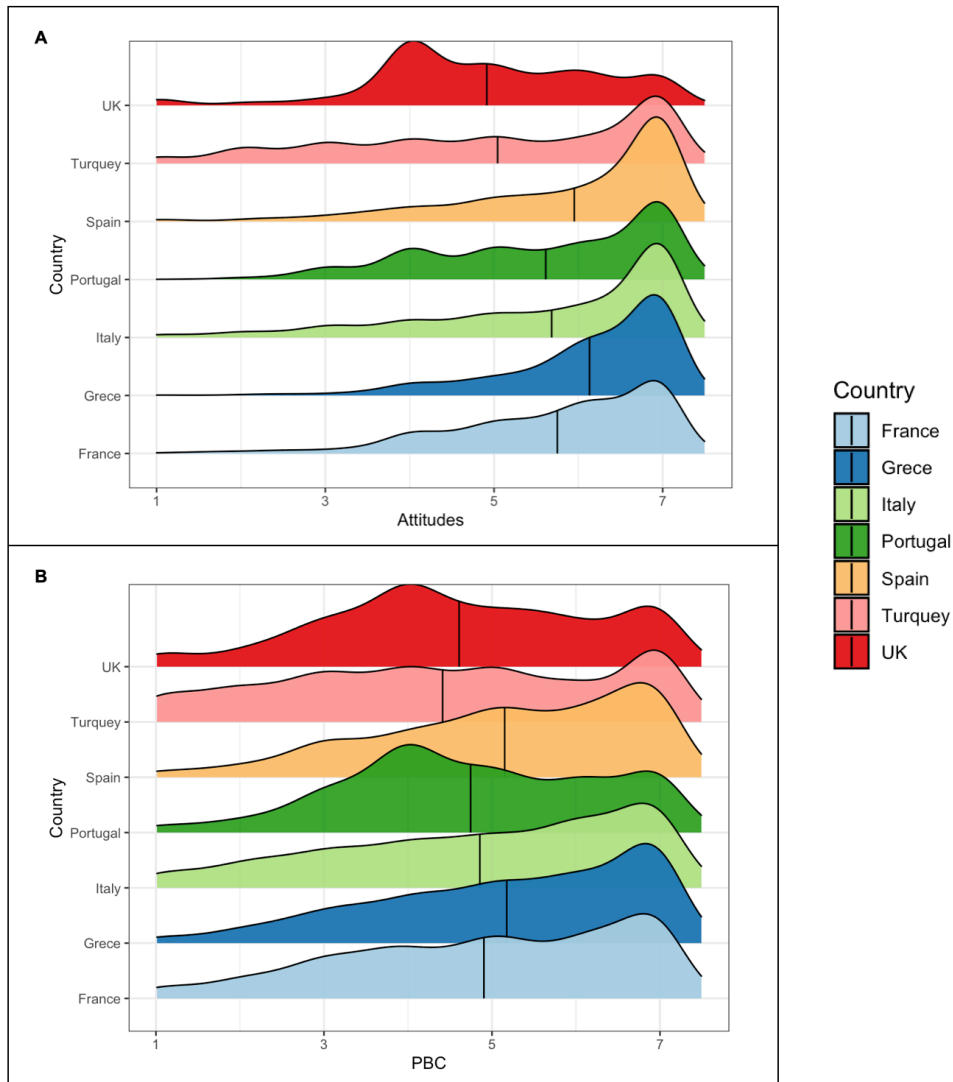 A
UK
Turquey
Spain
Portugal
Italy
Grece
France
Country
1 3 5 7
Attitudes
B
UK
Turquey
Spain
Portugal
Italy
Grece
France
Country
1 3 5 7
PBC
Country
France
Grece
Italy
Portugal
Spain
Turquey
UK